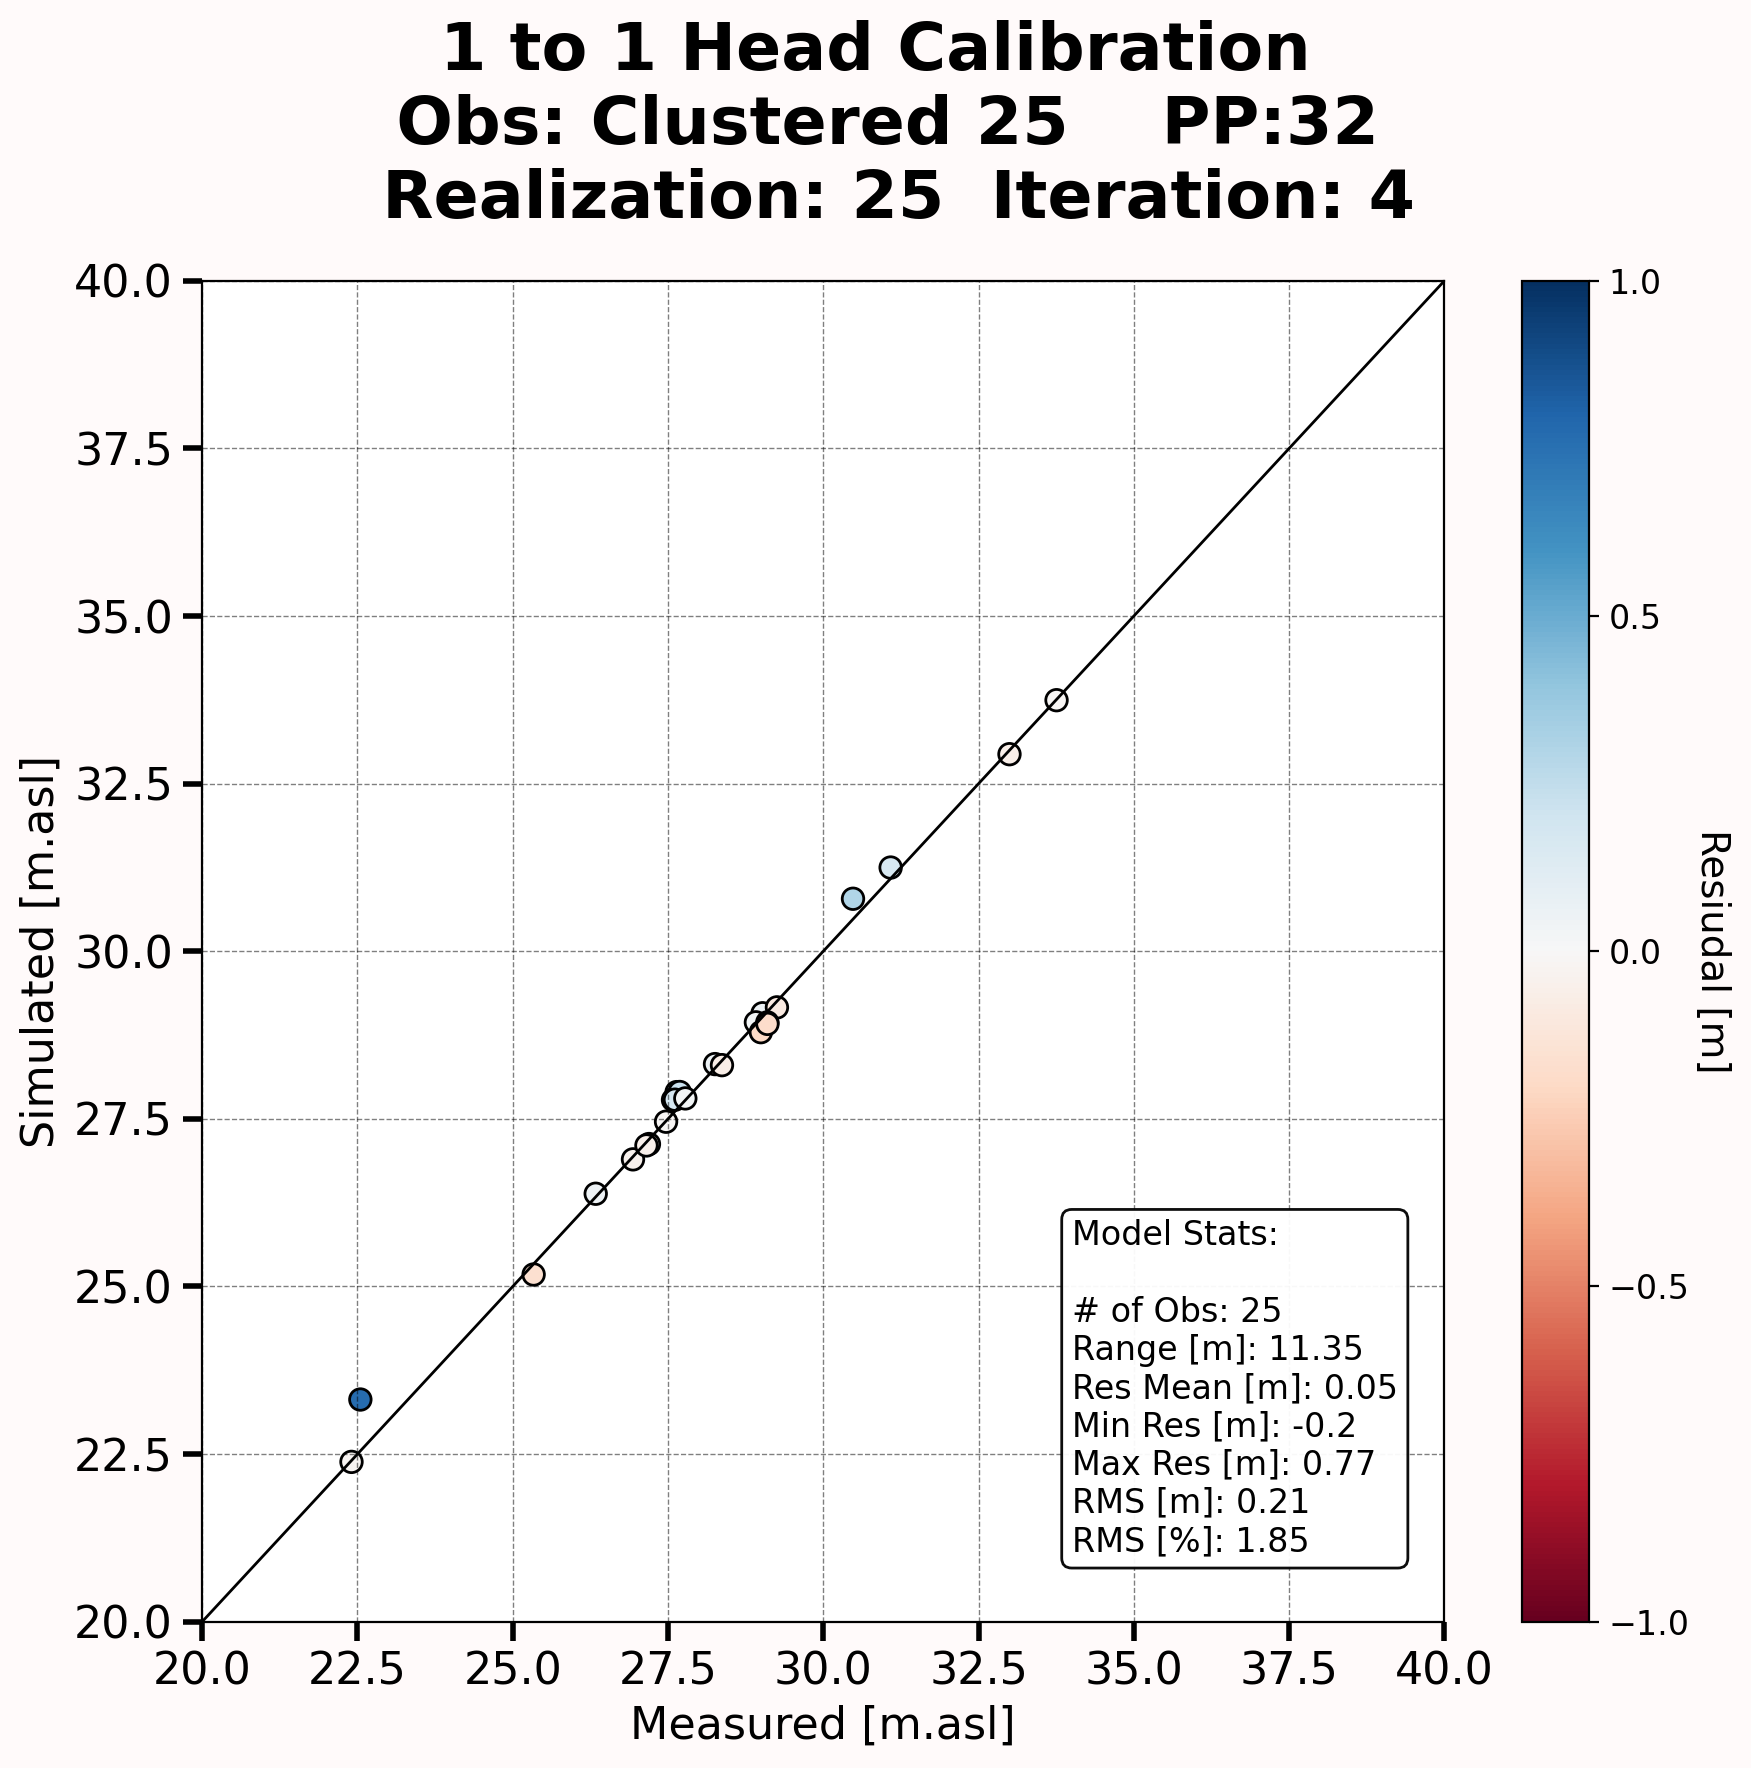 1 to 1 Head Calibration
Obs: Clustered 25    PP:32
Realization: 25  Iteration: 4
40.0
37.5
35.0
32.5
30.0
27.5
25.0
22.5
20.0
Simulated [m.asl]
20.0 22.5 25.0 27.5 30.0 32.5 35.0 37.5 40.0
Measured [m.asl]
Model Stats:
# of Obs: 25
Range [m]: 11.35
Res Mean [m]: 0.05
Min Res [m]: -0.2
Max Res [m]: 0.77
RMS [m]: 0.21
RMS [%]: 1.85
1.0
0.5
0.0
−0.5
−1.0
Resiudal [m]